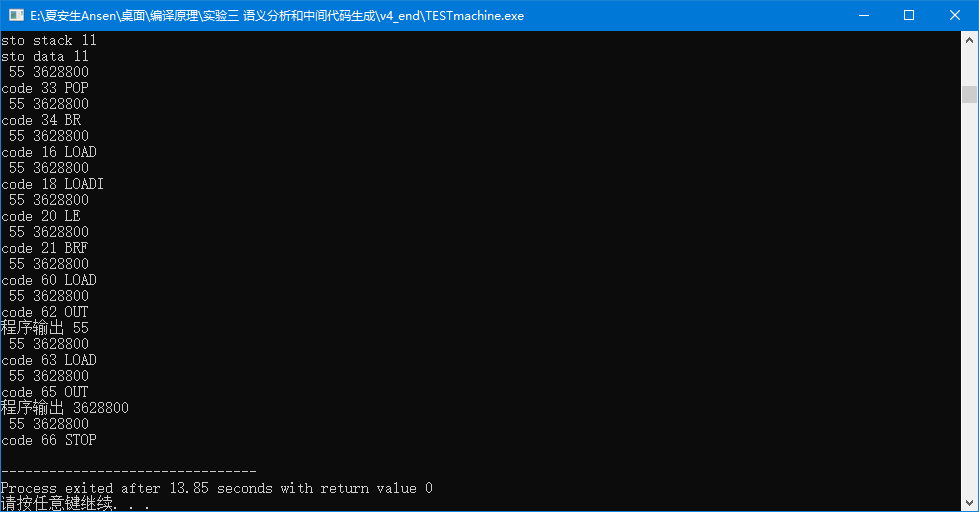 E:\夏安生Ansen\桌面\编译原理\实验三 语义分析和中间代码生成\v4_end\TESTmachine.exe
sto stack 11
sto data 11
 55 3628800
code 33 POP
 55 3628800
code 34 BR
 55 3628800
code 16 LOAD
 55 3628800
code 18 LOADI
 55 3628800
code 20 LE
 55 3628800
code 21 BRF
 55 3628800
code 60 LOAD
 55 3628800
code 62 OUT
程序输出 55
 55 3628800
code 63 LOAD
 55 3628800
code 65 OUT
程序输出 3628800
 55 3628800
code 66 STOP
--------------------------------
Process exited after 13.85 seconds with return value 0
请按任意键继续. . .